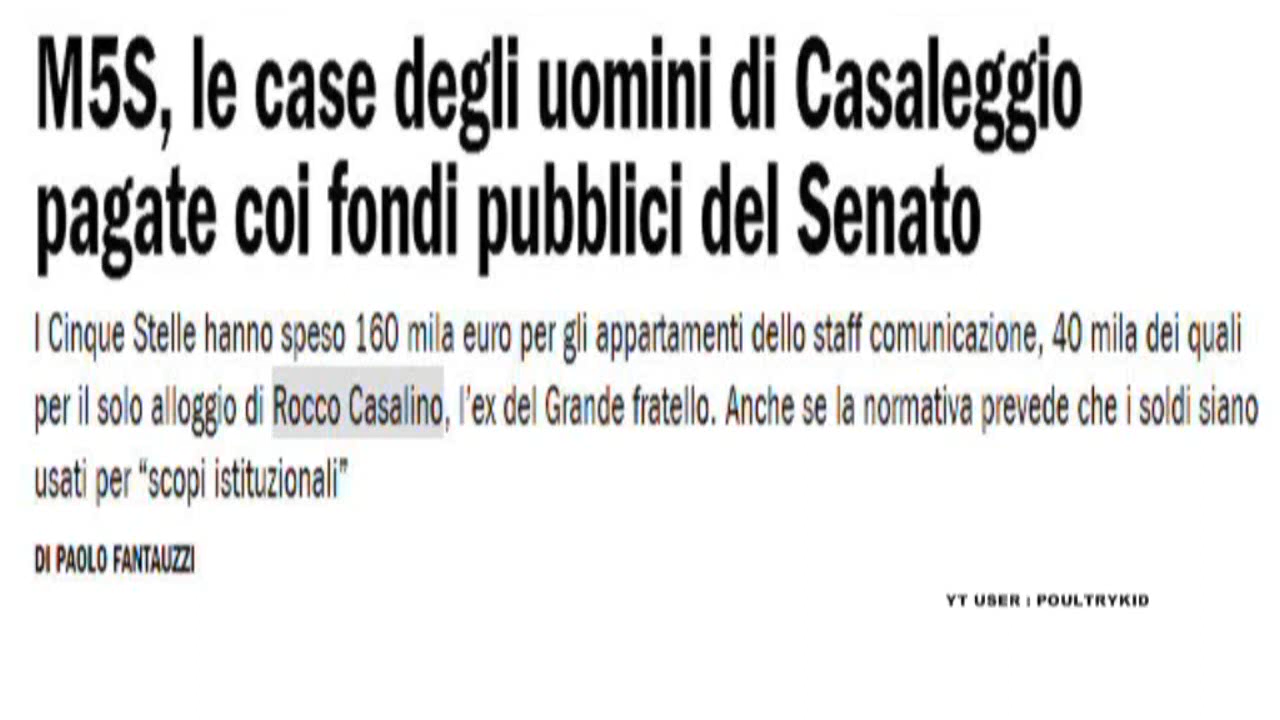 M5S, le case degli uomini di Casaleggio
pagate coi fondi pubblici del Senato
I Cinque Stelle hanno speso 160 mila euro per gli appartamenti dello staff comunicazione, 40 mila dei quali
per il solo alloggio di Rocco Casalino, l'ex del Grande fratello. Anche se la normativa prevede che i soldi siano
usati per “scopi istituzionali”
DI PAOLO FANTAUZZI
YT USER : POULTRYKID